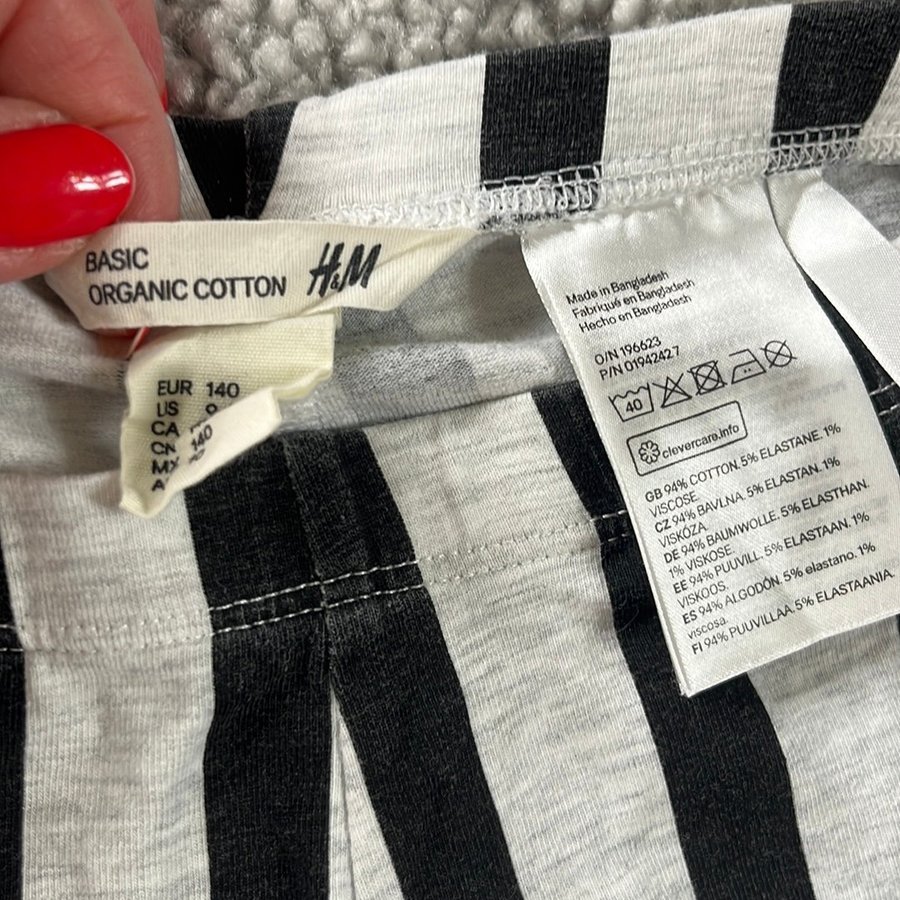 BASIC
ORGANIC COTTON H&M
EUR 140
US
CA
CN 140
MX
A
Made in Bangladesh
Fabriqué en Bangladesh
Hecho en Bangladesh
O/N 196623
P/N 01942427
40
clevercare.info
GB 94% COTTON. 5% ELASTANE. 1%
VISCOSE.
CZ 94% BAVLNA. 5% ELASTAN. 1%
VISKÓZA.
DE 94% BAUMWOLLE. 5% ELASTHAN.
1% VISKOSE.
EE 94% PUUVILL. 5% ELASTAAN. 1%
VISKOOS.
ES 94% ALGODÓN. 5% elastano. 1%
viscosa.
FI 94% PUUVILLAA. 5% ELASTAANIA.